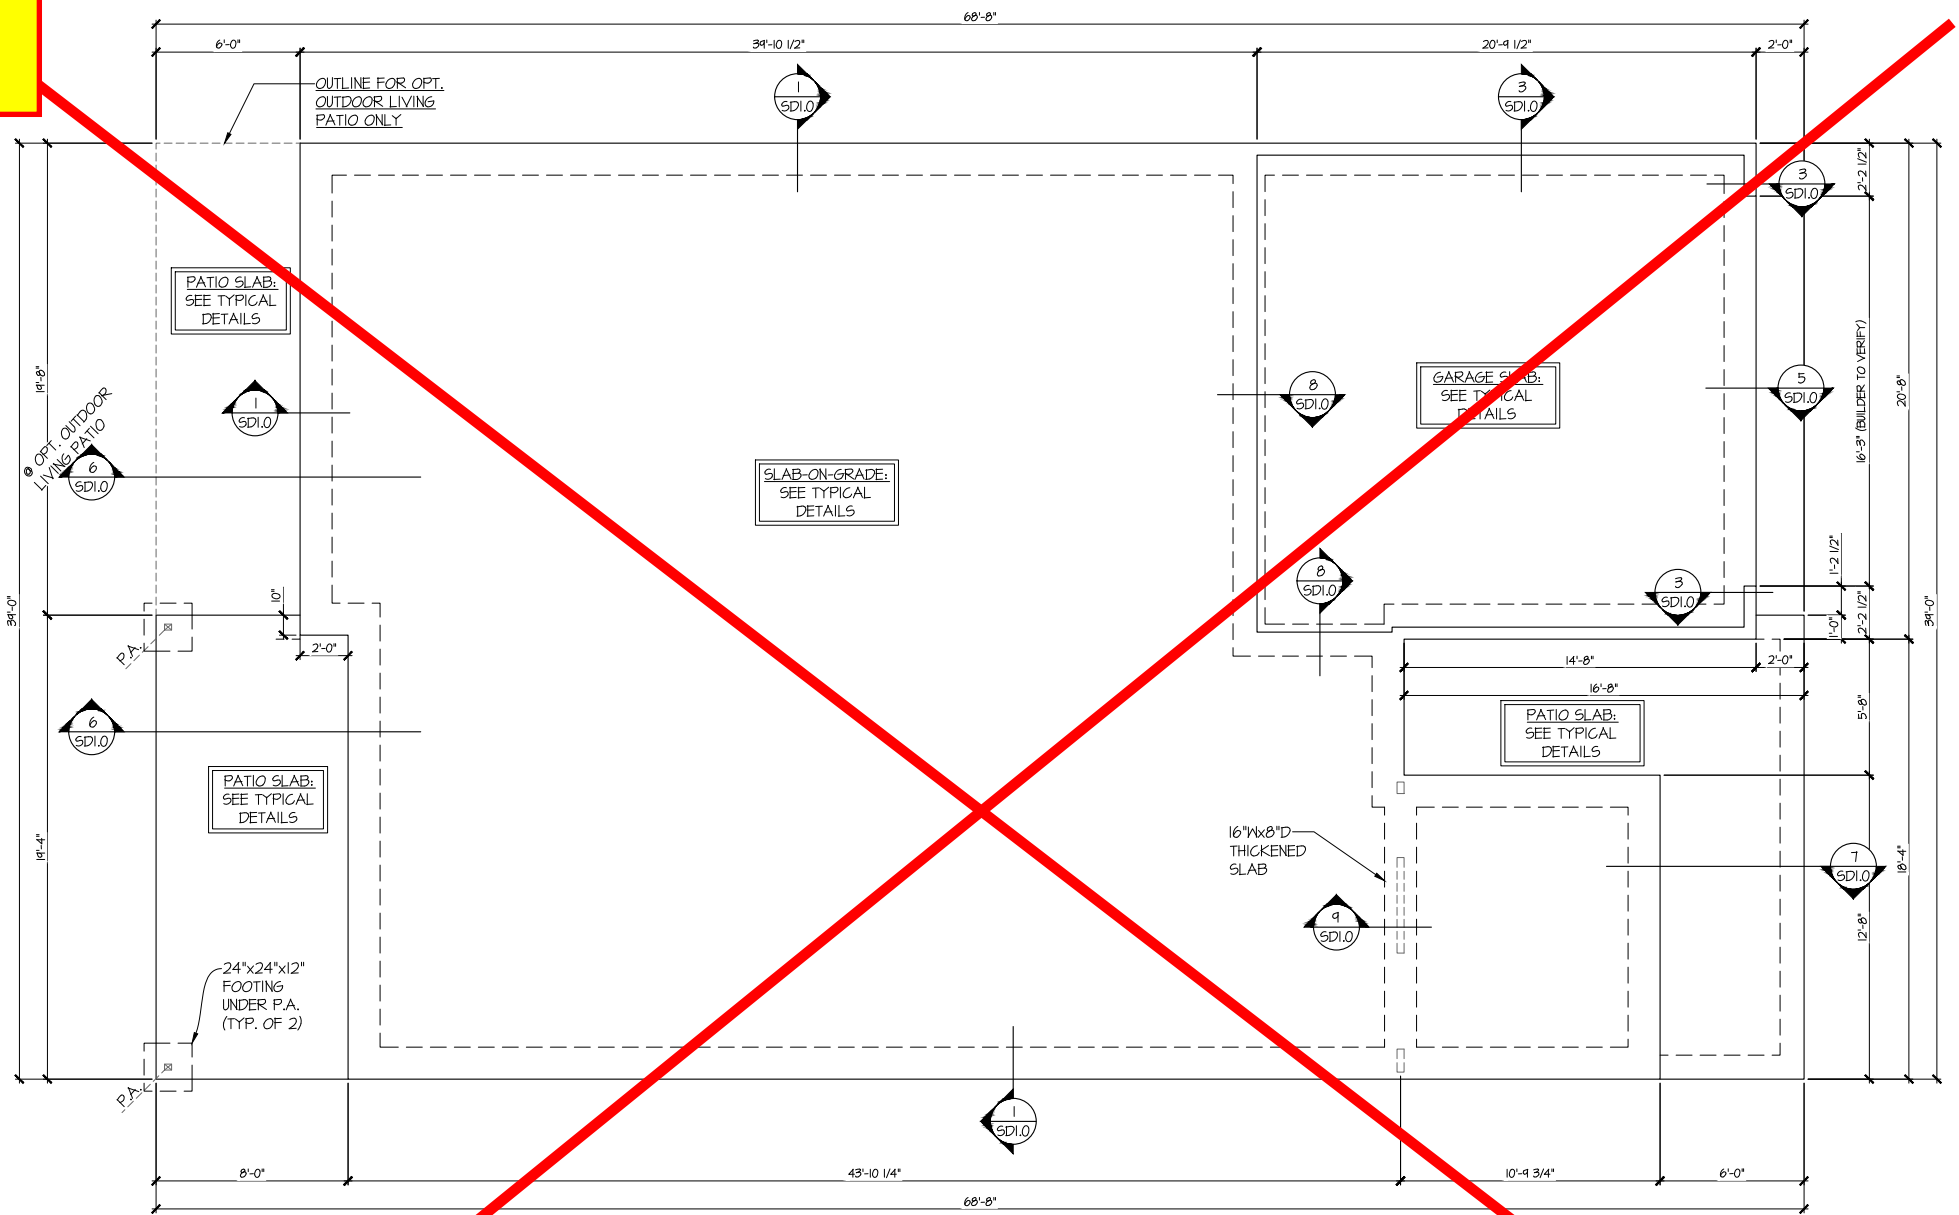 68'-8"
6'-0"
39'-10 1/2"
20'-9 1/2"
2'-0"
OUTLINE FOR OPT.
OUTDOOR LIVING
PATIO ONLY
1
SD1.0
3
SD1.0
2'-2 1/2"
3
SD1.0
PATIO SLAB:
SEE TYPICAL
DETAILS
19'-8"
1
SD1.0
@ OPT. OUTDOOR
LIVING PATIO
6
SD1.0
SLAB-ON-GRADE:
SEE TYPICAL
DETAILS
8
SD1.0
GARAGE SLAB:
SEE TYPICAL
DETAILS
5
SD1.0
16'-3" (BUILDER TO VERIFY)
20'-8"
39'-0"
10"
2'-0"
P.A.
8
SD1.0
3
SD1.0
1'-2 1/2"
2'-2 1/2"
1'-0"
39'-0"
14'-8"
2'-0"
16'-8"
5'-8"
6
SD1.0
PATIO SLAB:
SEE TYPICAL
DETAILS
PATIO SLAB:
SEE TYPICAL
DETAILS
19'-4"
16"Wx8"D
THICKENED
SLAB
7
SD1.0
18'-4"
12'-8"
9
SD1.0
24"x24"x12"
FOOTING
UNDER P.A.
(TYP. OF 2)
P.A.
1
SD1.0
8'-0"
43'-10 1/4"
10'-9 3/4"
6'-0"
68'-8"